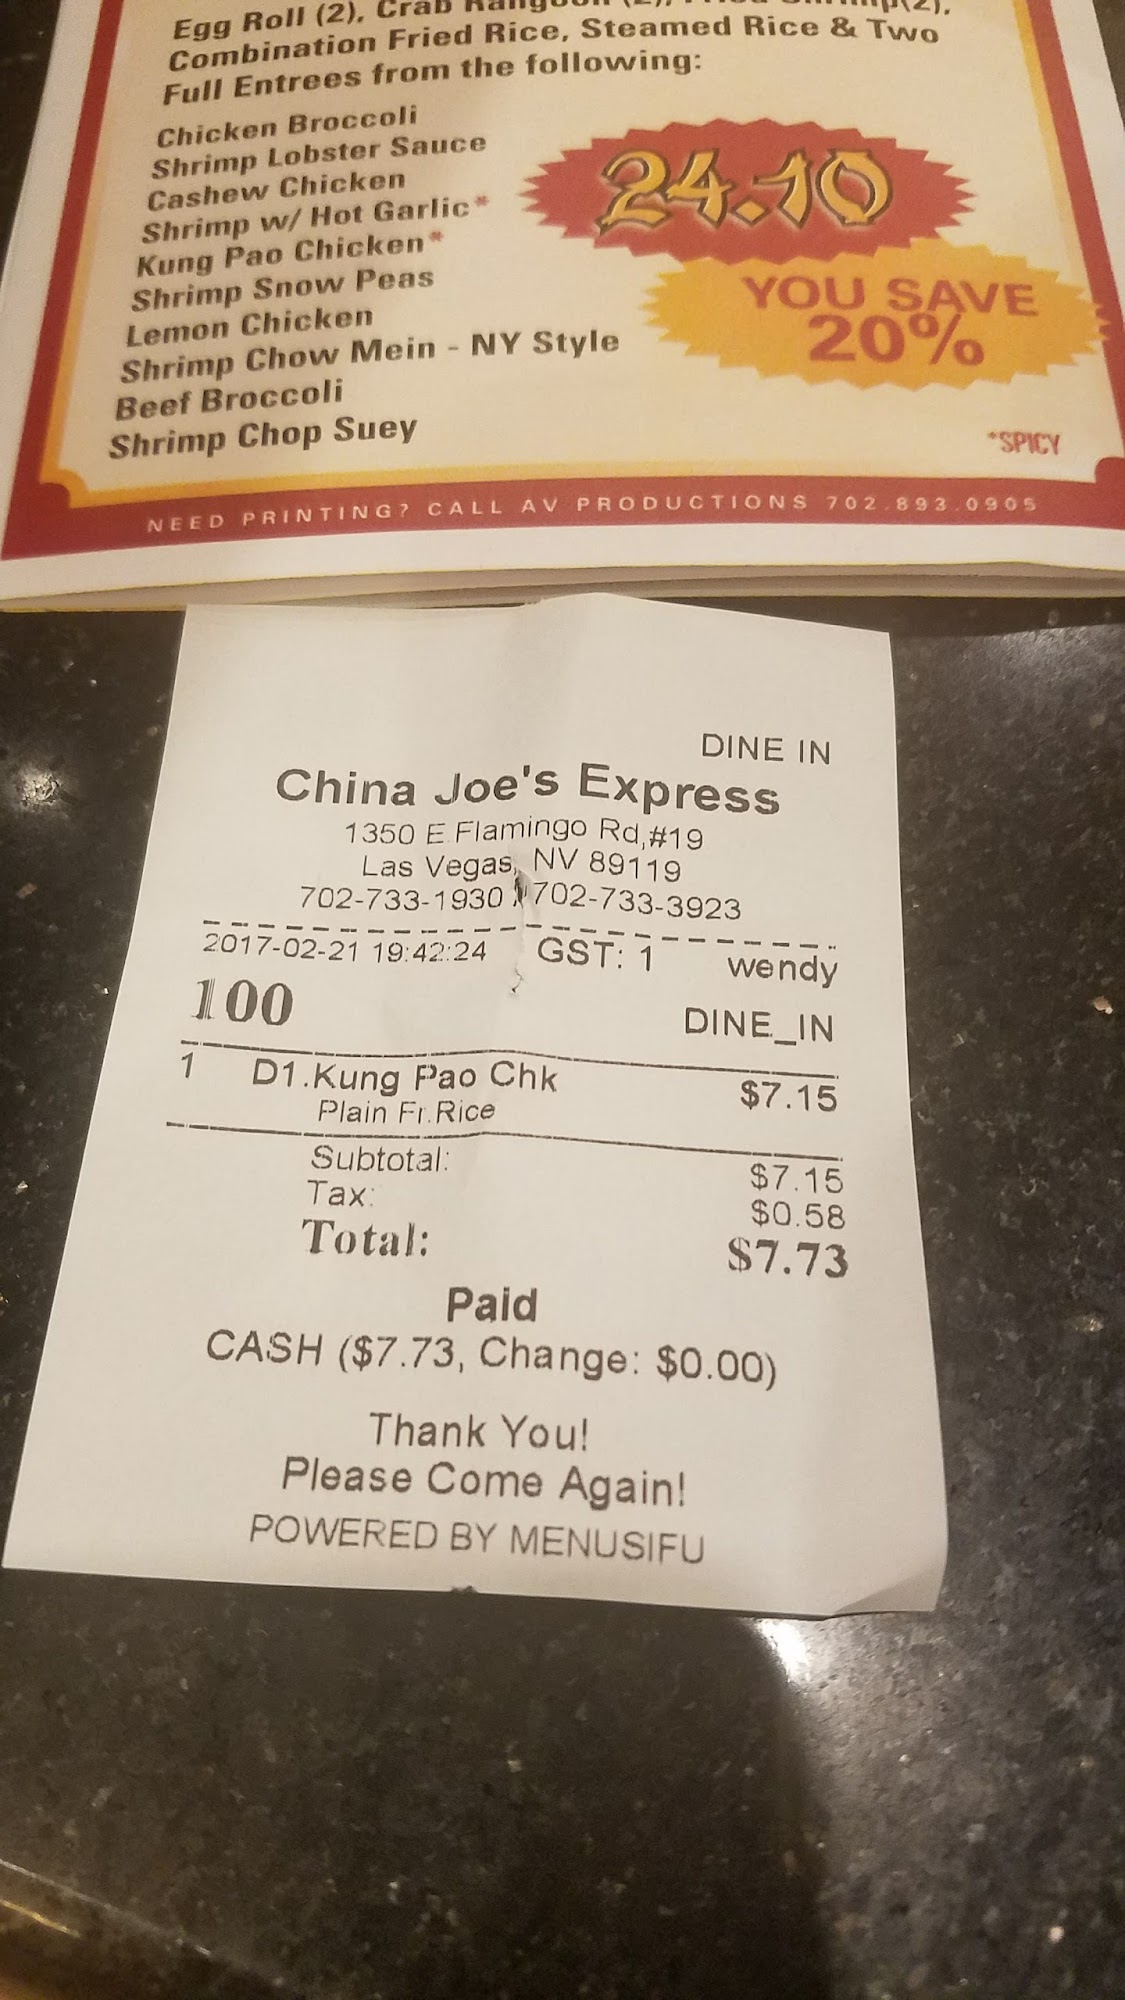 Egg Roll (2), Crab
Combination Fried Rice, Steamed Rice & Two
Full Entrees from the following:
Chicken Broccoli
Shrimp Lobster Sauce
Cashew Chicken
Shrimp w/ Hot Garlic*
Kung Pao Chicken*
Shrimp Snow Peas
Lemon Chicken
Shrimp Chow Mein - NY Style
Beef Broccoli
Shrimp Chop Suey
24.10
YOU SAVE
20%
*SPICY
NEED PRINTING? CALL AV PRODUCTIONS 702.893.0905
DINE IN
China Joe's Express
1350 E Flamingo Rd,#19
Las Vegas, NV 89119
702-733-1930 / 702-733-3923
2017-02-21 19:42:24 GST: 1 wendy
100 DINE_IN
1 D1.Kung Pao Chk $7.15
Plain Fr.Rice
Subtotal: $7.15
Tax: $0.58
Total: $7.73
Paid
CASH ($7.73, Change: $0.00)
Thank You!
Please Come Again!
POWERED BY MENUSIFU